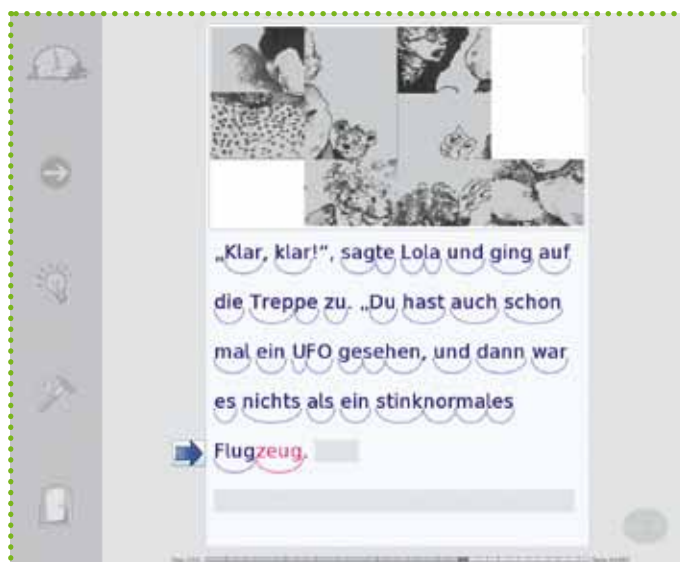 „Klar, klar!“, sagte Lola und ging auf
die Treppe zu. „Du hast auch schon
mal ein UFO gesehen, und dann war
es nichts als ein stinknormales
Flugzeug.